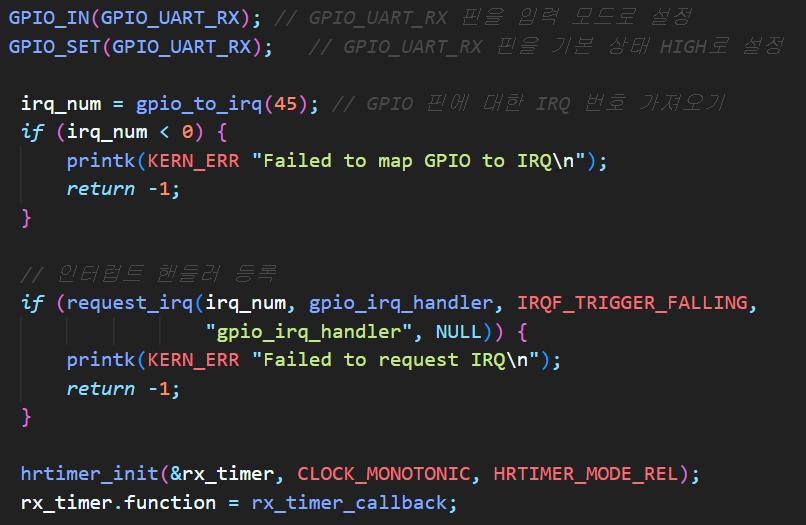 GPIO_IN(GPIO_UART_RX); // GPIO_UART_RX 핀을 입력 모드로 설정
GPIO_SET(GPIO_UART_RX);   // GPIO_UART_RX 핀을 기본 상태 HIGH로 설정
irq_num = gpio_to_irq(45); // GPIO 핀에 대한 IRQ 번호 가져오기
if (irq_num < 0) {
printk(KERN_ERR "Failed to map GPIO to IRQ\n");
return -1;
}
// 인터럽트 핸들러 등록
if (request_irq(irq_num, gpio_irq_handler, IRQF_TRIGGER_FALLING,
"gpio_irq_handler", NULL)) {
printk(KERN_ERR "Failed to request IRQ\n");
return -1;
}
hrtimer_init(&rx_timer, CLOCK_MONOTONIC, HRTIMER_MODE_REL);
rx_timer.function = rx_timer_callback;